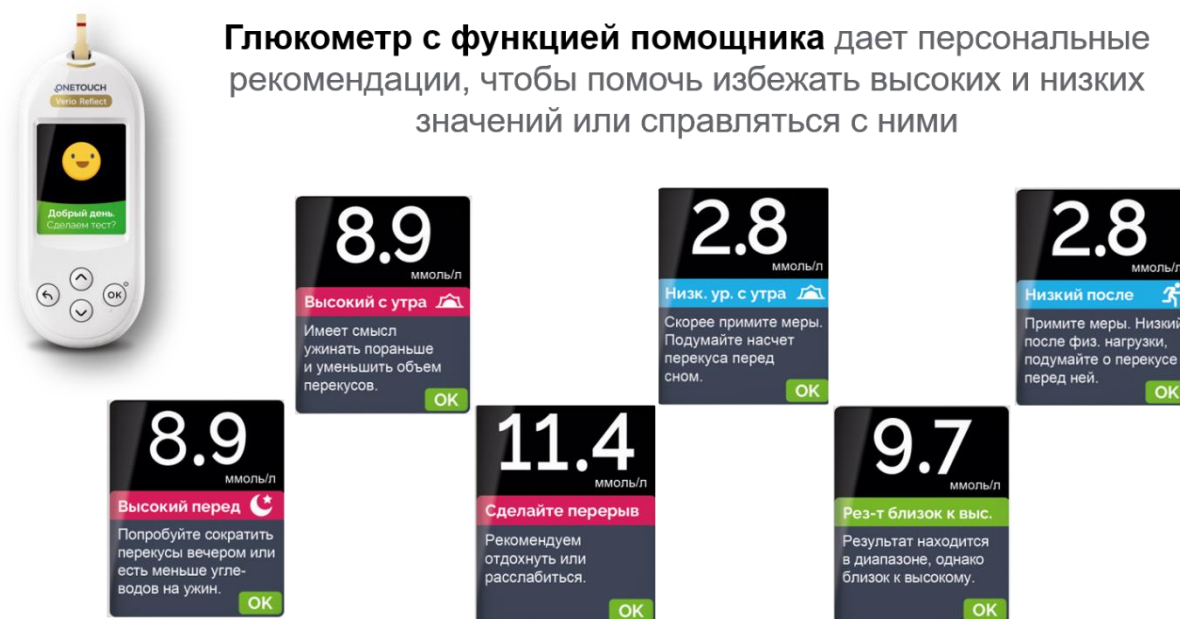 Глюкометр с функцией помощника дает персональные
рекомендации, чтобы помочь избежать высоких и низких
значений или справляться с ними
ONETOUCH
Verio Reflect
Добрый день.
Сделаем тест?
OK
8.9
ммоль/л
Высокий с утра
Имеет смысл
ужинать пораньше
и уменьшить объем
перекусов.
OK
2.8
ммоль/л
Низк. ур. с утра
Скорее примите меры.
Подумайте насчет
перекуса перед
сном.
OK
2.8
ммоль/л
Низкий после
Примите меры. Низкий
после физ. нагрузки,
подумайте о перекусе
перед ней.
OK
8.9
ммоль/л
Высокий перед
Попробуйте сократить
перекусы вечером или
есть меньше угле-
водов на ужин.
OK
11.4
ммоль/л
Сделайте перерыв
Рекомендуем
отдохнуть или
расслабиться.
OK
9.7
ммоль/л
Рез-т близок к выс.
Результат находится
в диапазоне, однако
близок к высокому.
OK